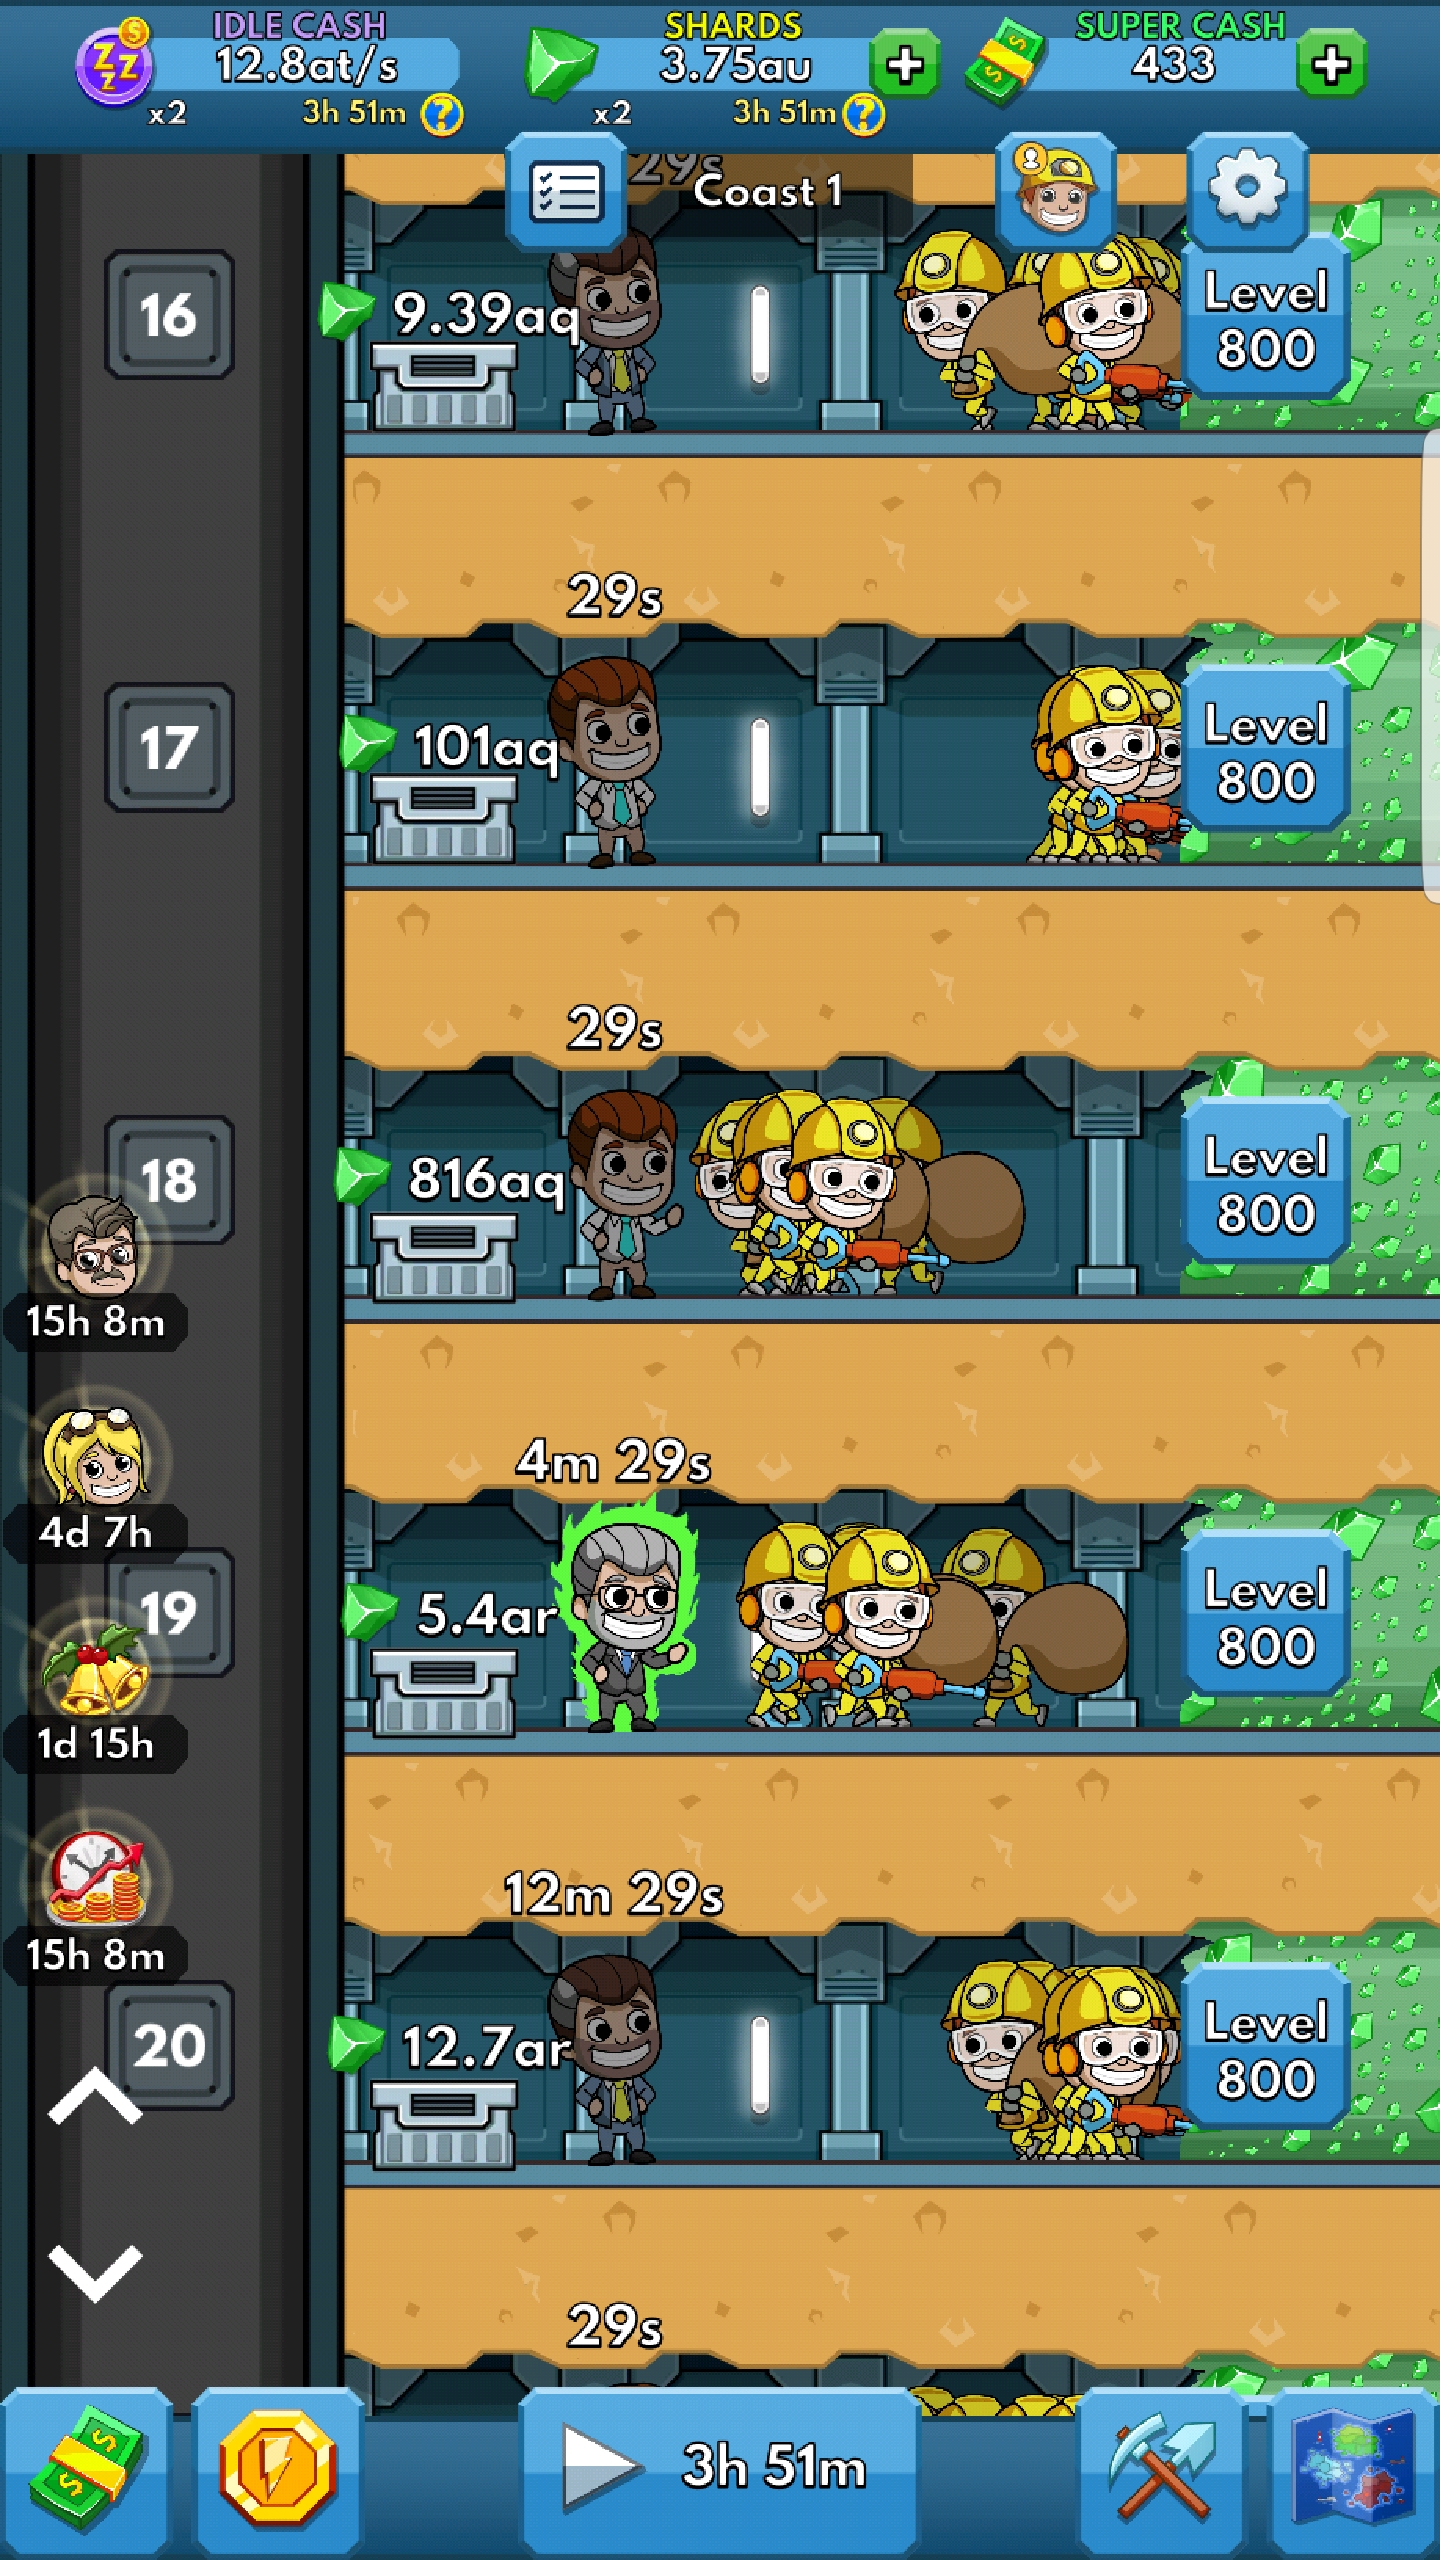 IDLE CASH
12.8at/s
x2
3h 51m
SHARDS
3.75au
x2
3h 51m
SUPER CASH
433
29s
Coast 1
16
9.39aq
Level
800
29s
17
101aq
Level
800
29s
18
816aq
Level
800
15h 8m
4m 29s
4d 7h
19
5.4ar
Level
800
1d 15h
12m 29s
15h 8m
20
12.7ar
Level
800
29s
3h 51m